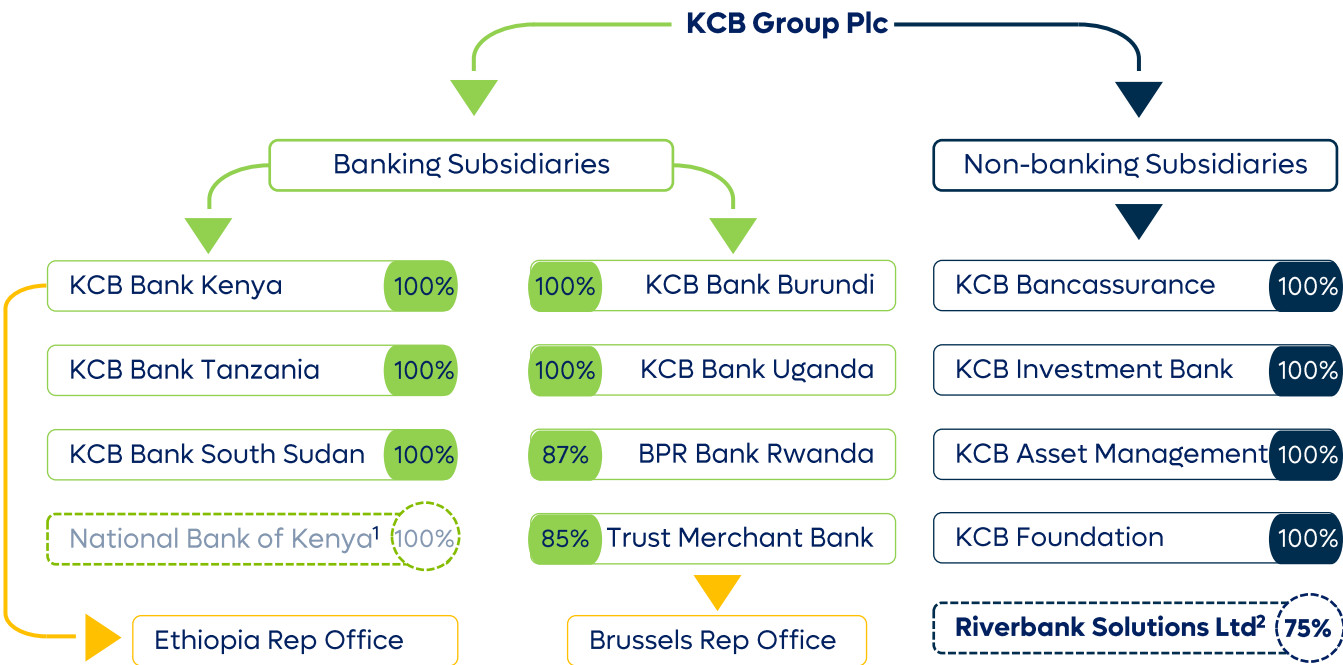 KCB Group Plc
Banking Subsidiaries
Non-banking Subsidiaries
KCB Bank Kenya 100%
100% KCB Bank Burundi
KCB Bancassurance 100%
KCB Bank Tanzania 100%
100% KCB Bank Uganda
KCB Investment Bank 100%
KCB Bank South Sudan 100%
87% BPR Bank Rwanda
KCB Asset Management 100%
National Bank of Kenya¹ 100%
85% Trust Merchant Bank
KCB Foundation 100%
Ethiopia Rep Office
Brussels Rep Office
Riverbank Solutions Ltd² 75%